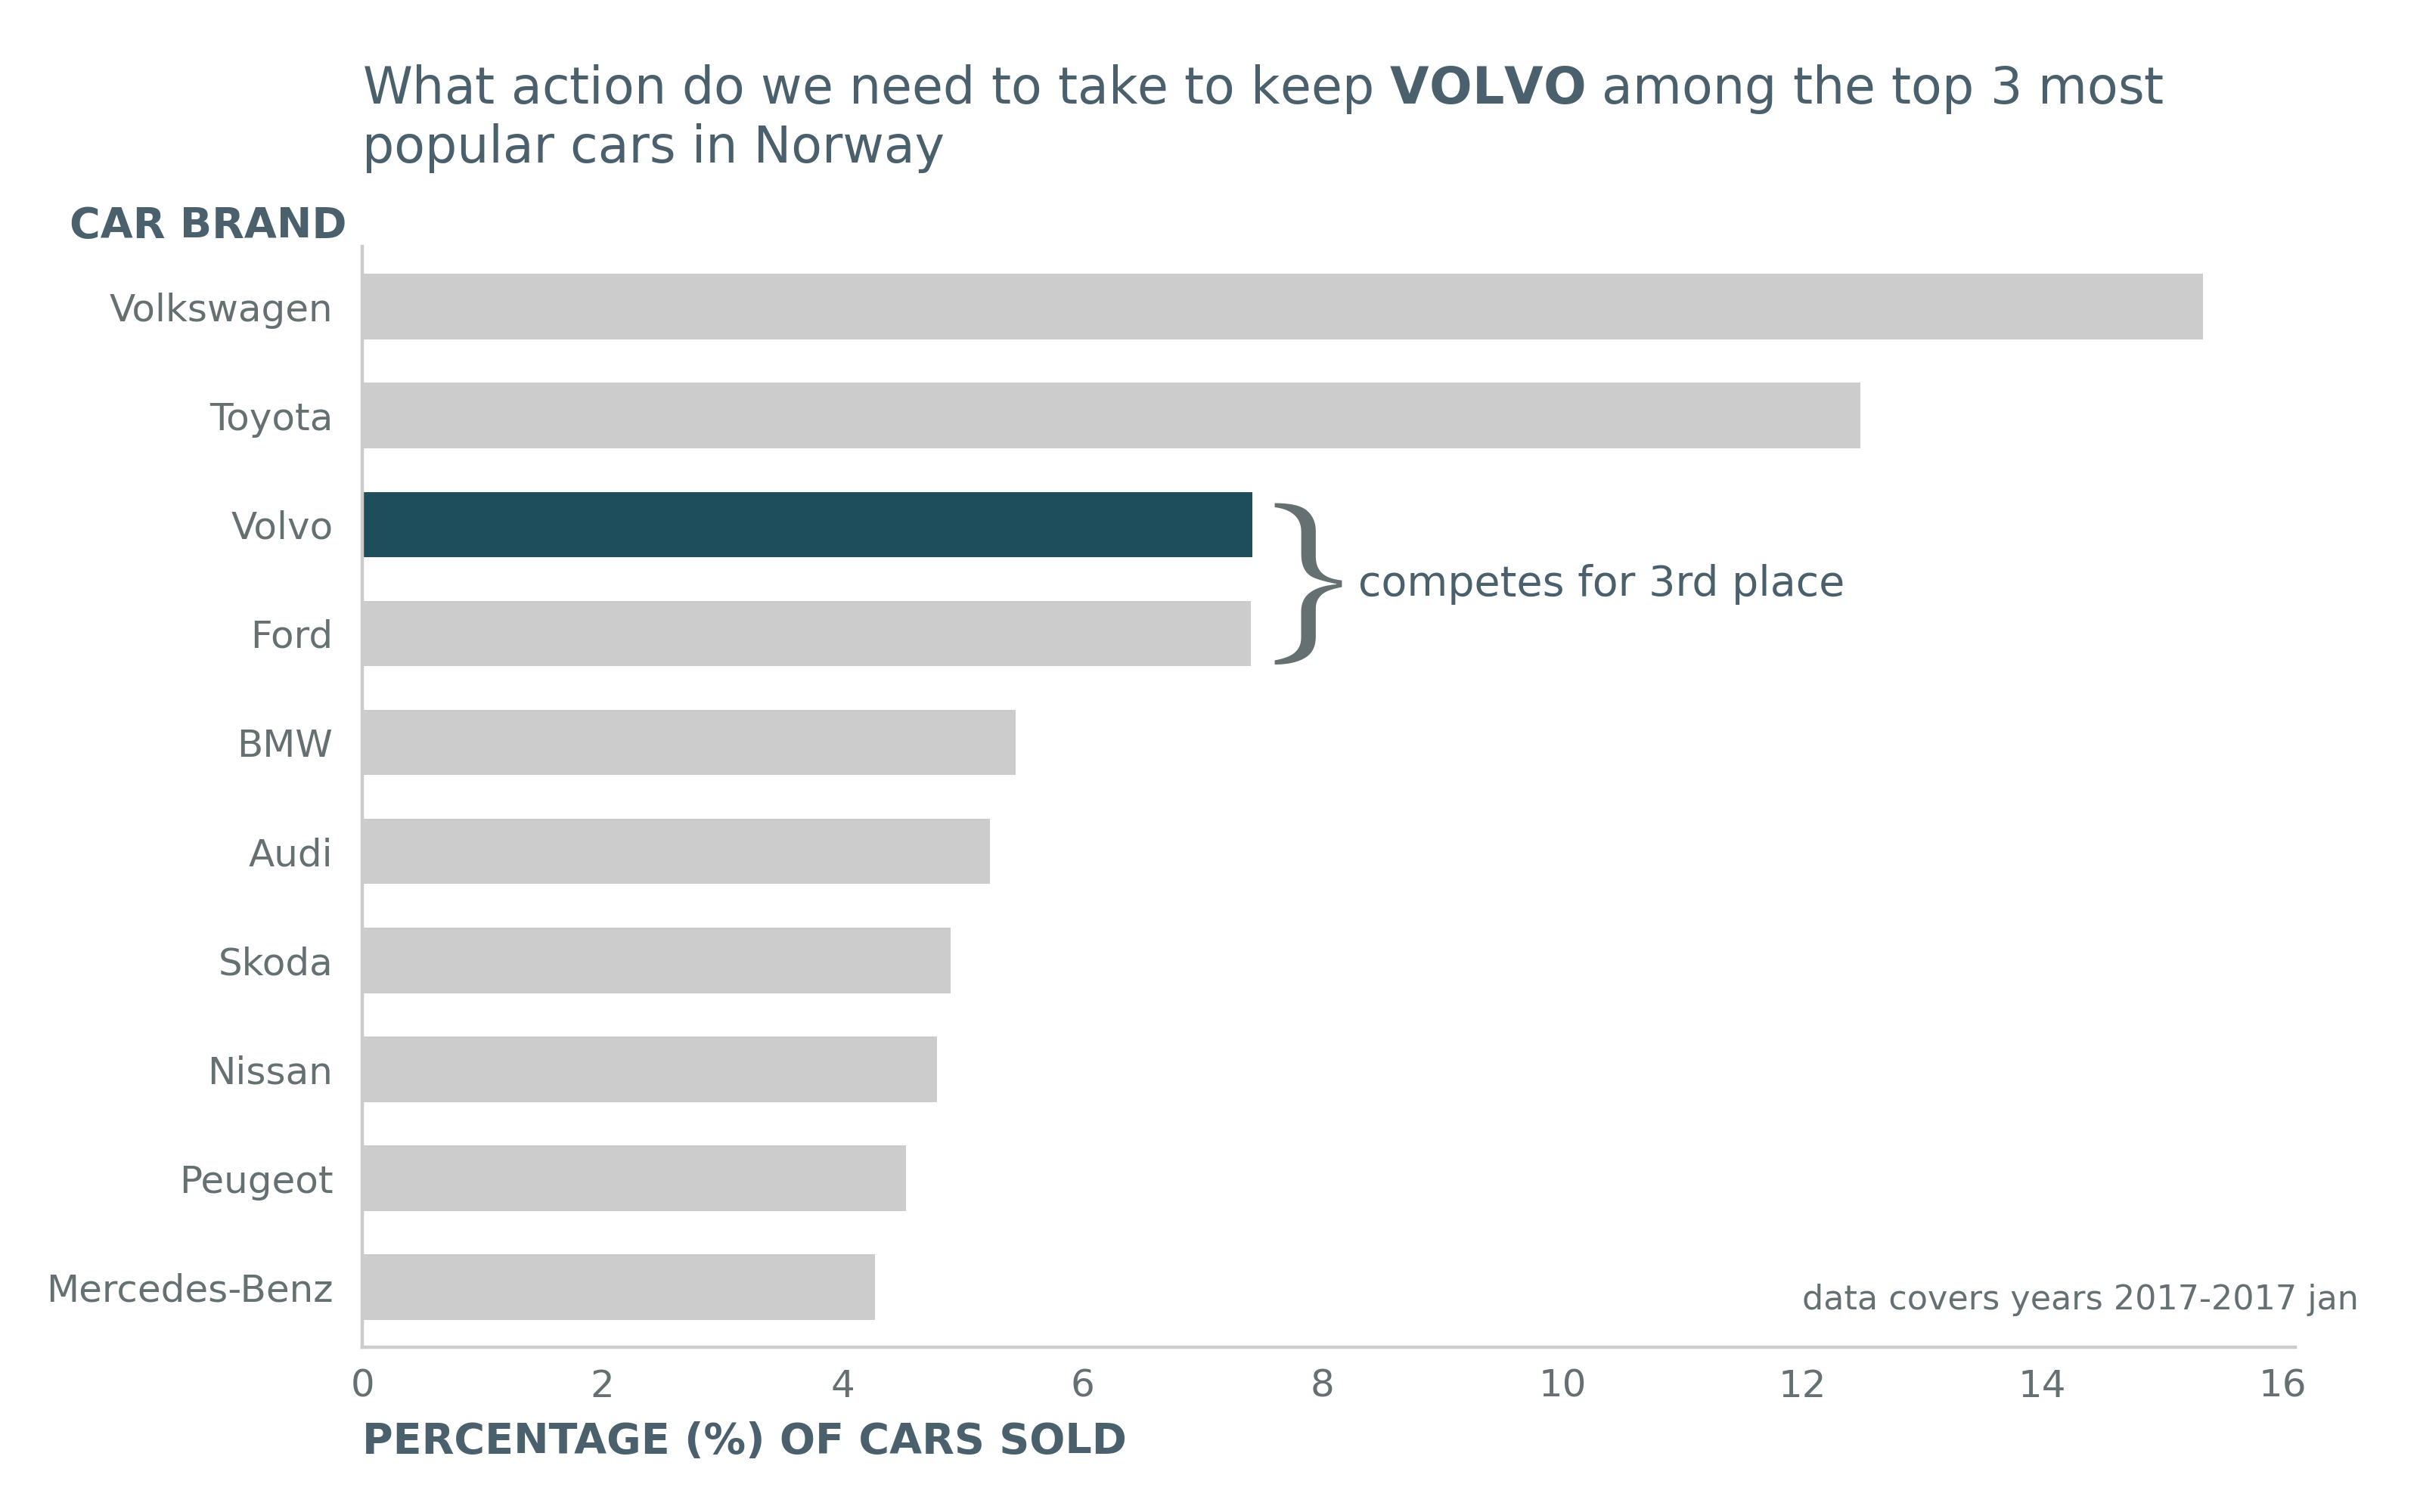 What action do we need to take to keep VOLVO among the top 3 most
popular cars in Norway
CAR BRAND
Volkswagen
Toyota
Volvo
competes for 3rd place
Ford
BMW
Audi
Skoda
Nissan
Peugeot
Mercedes-Benz
data covers years 2017-2017 jan
0 2 4 6 8 10 12 14 16
PERCENTAGE (%) OF CARS SOLD